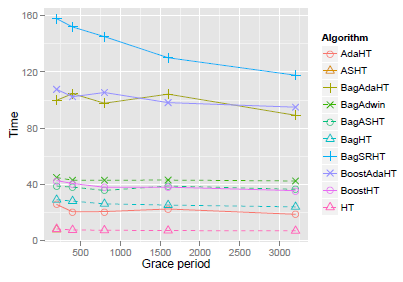 160
120
80
40
0
Time
500
1000
1500
2000
2500
3000
Grace period
Algorithm
AdaHT
ASHT
BagAdaHT
BagAdwin
BagASHT
BagHT
BagSRHT
BoostAdaHT
BoostHT
HT